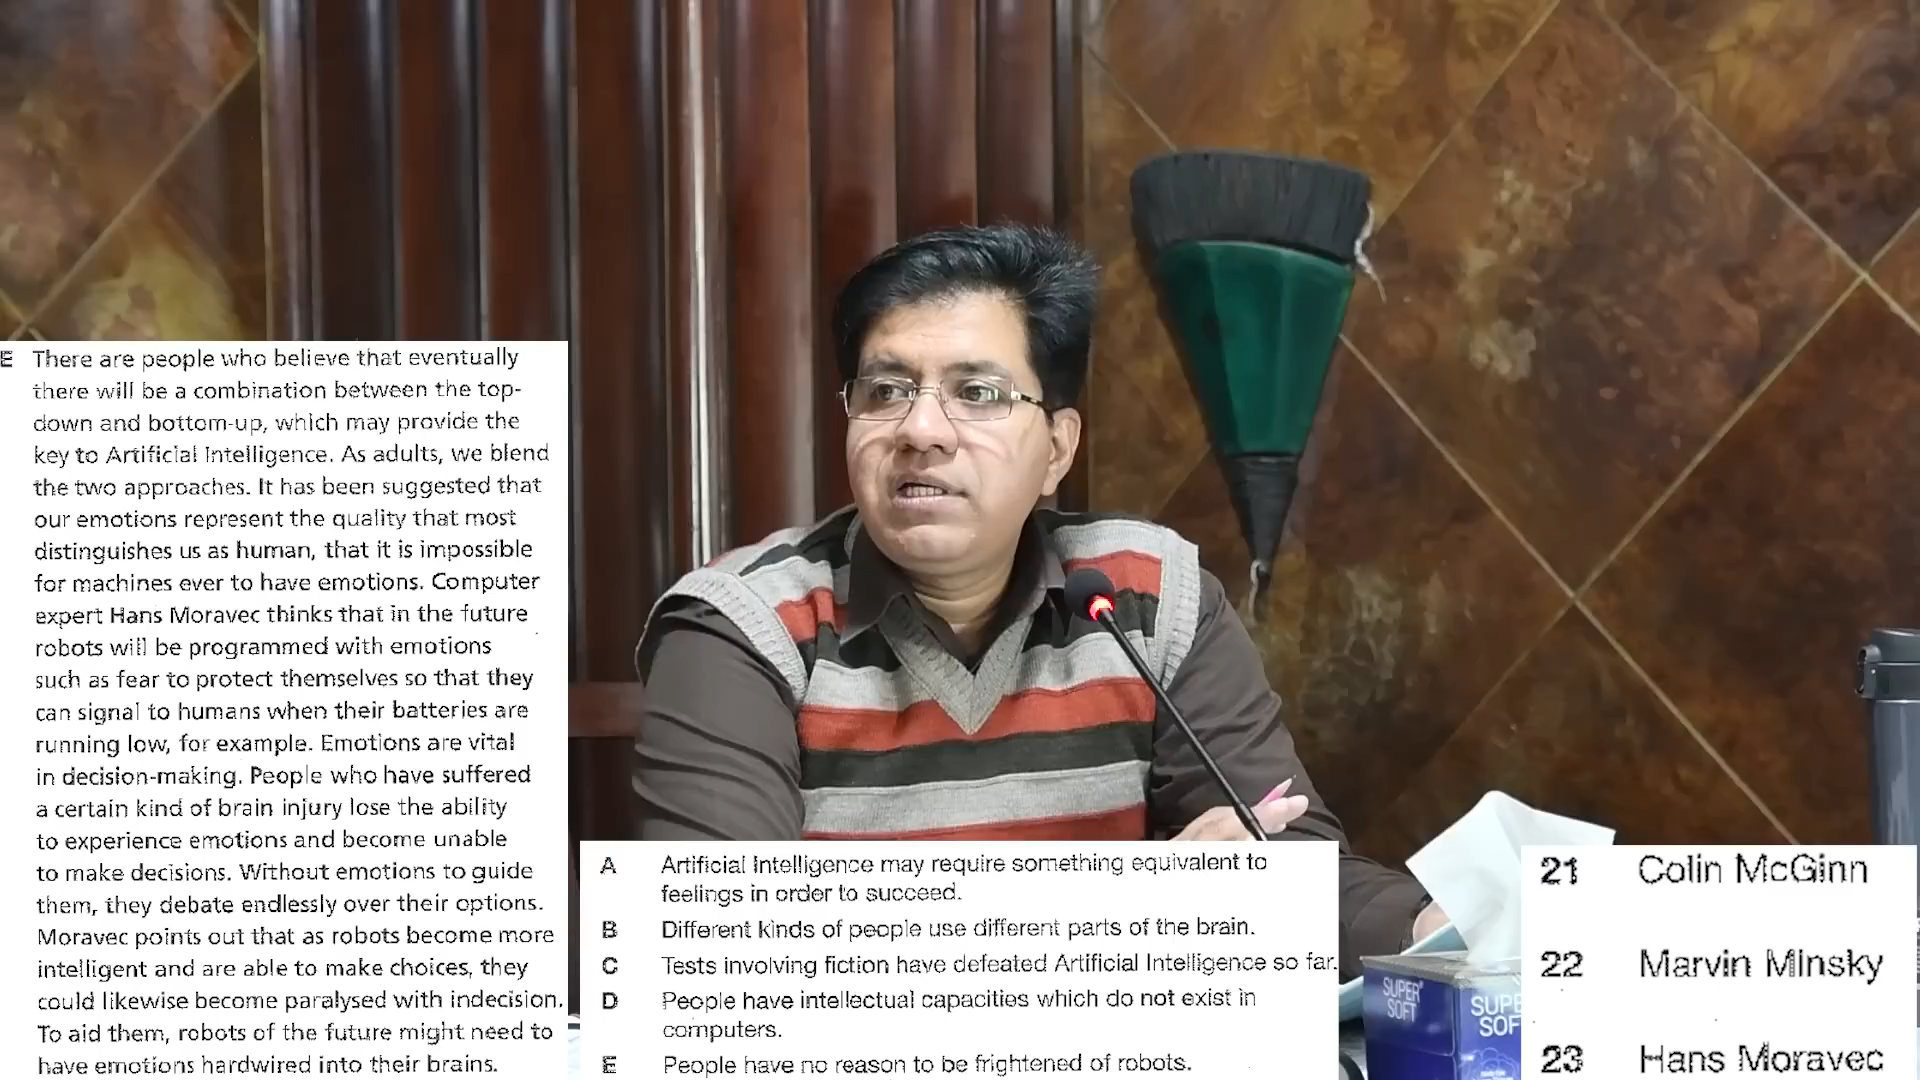 E There are people who believe that eventually
there will be a combination between the top-
down and bottom-up, which may provide the
key to Artificial Intelligence. As adults, we blend
the two approaches. It has been suggested that
our emotions represent the quality that most
distinguishes us as human, that it is impossible
for machines ever to have emotions. Computer
expert Hans Moravec thinks that in the future
robots will be programmed with emotions
such as fear to protect themselves so that they
can signal to humans when their batteries are
running low, for example. Emotions are vital
in decision-making. People who have suffered
a certain kind of brain injury lose the ability
to experience emotions and become unable
to make decisions. Without emotions to guide
them, they debate endlessly over their options.
Moravec points out that as robots become more
intelligent and are able to make choices, they
could likewise become paralysed with indecision.
To aid them, robots of the future might need to
have emotions hardwired into their brains.
A Artificial Intelligence may require something equivalent to
feelings in order to succeed.
B Different kinds of people use different parts of the brain.
C Tests involving fiction have defeated Artificial Intelligence so far.
D People have intellectual capacities which do not exist in
computers.
E People have no reason to be frightened of robots.
21 Colin McGinn
22 Marvin Minsky
23 Hans Moravec
SUPER
SOFT
SUPE
SOF